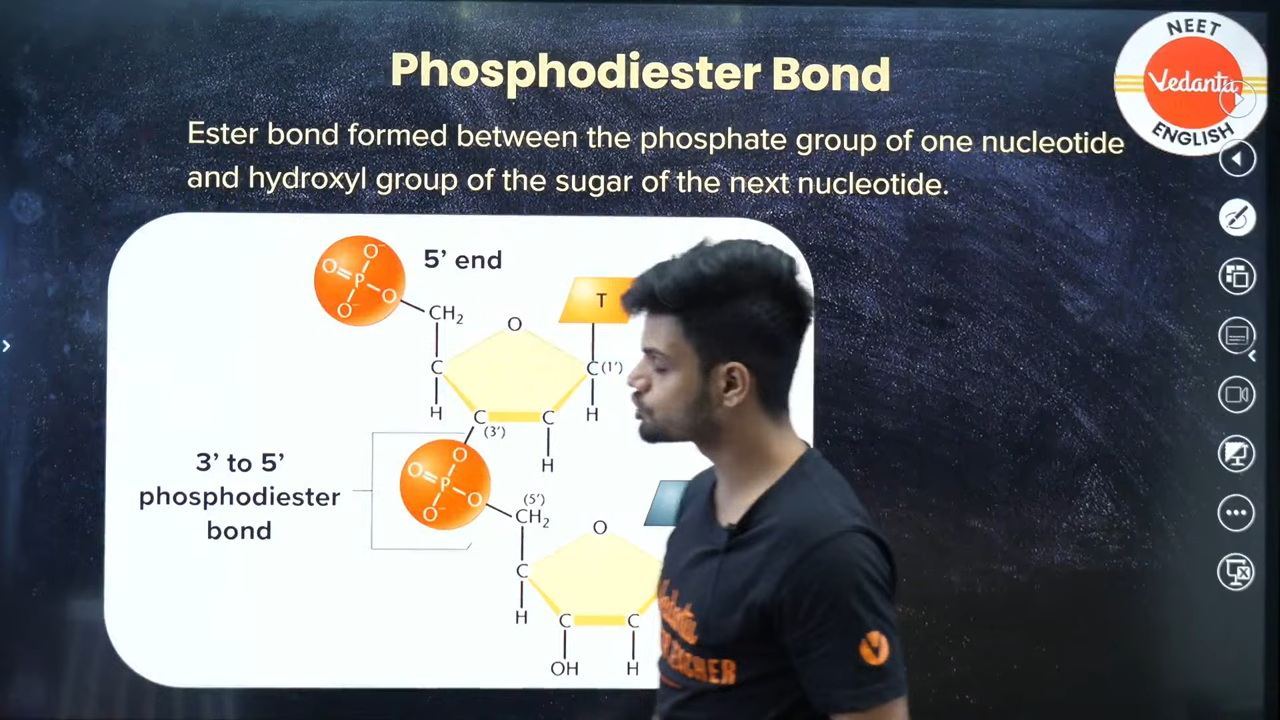 Phosphodiester Bond
NEET
Vedantu
ENGLISH
Ester bond formed between the phosphate group of one nucleotide
and hydroxyl group of the sugar of the next nucleotide.
5’ end
O⁻
O=P–O
O⁻
CH₂
O
T
C
C(1’)
H
C
(3’)
C
H
H
3’ to 5’
phosphodiester
bond
O
O=P–O
O⁻
(5’)
CH₂
O
C
H
C
C
OH
H